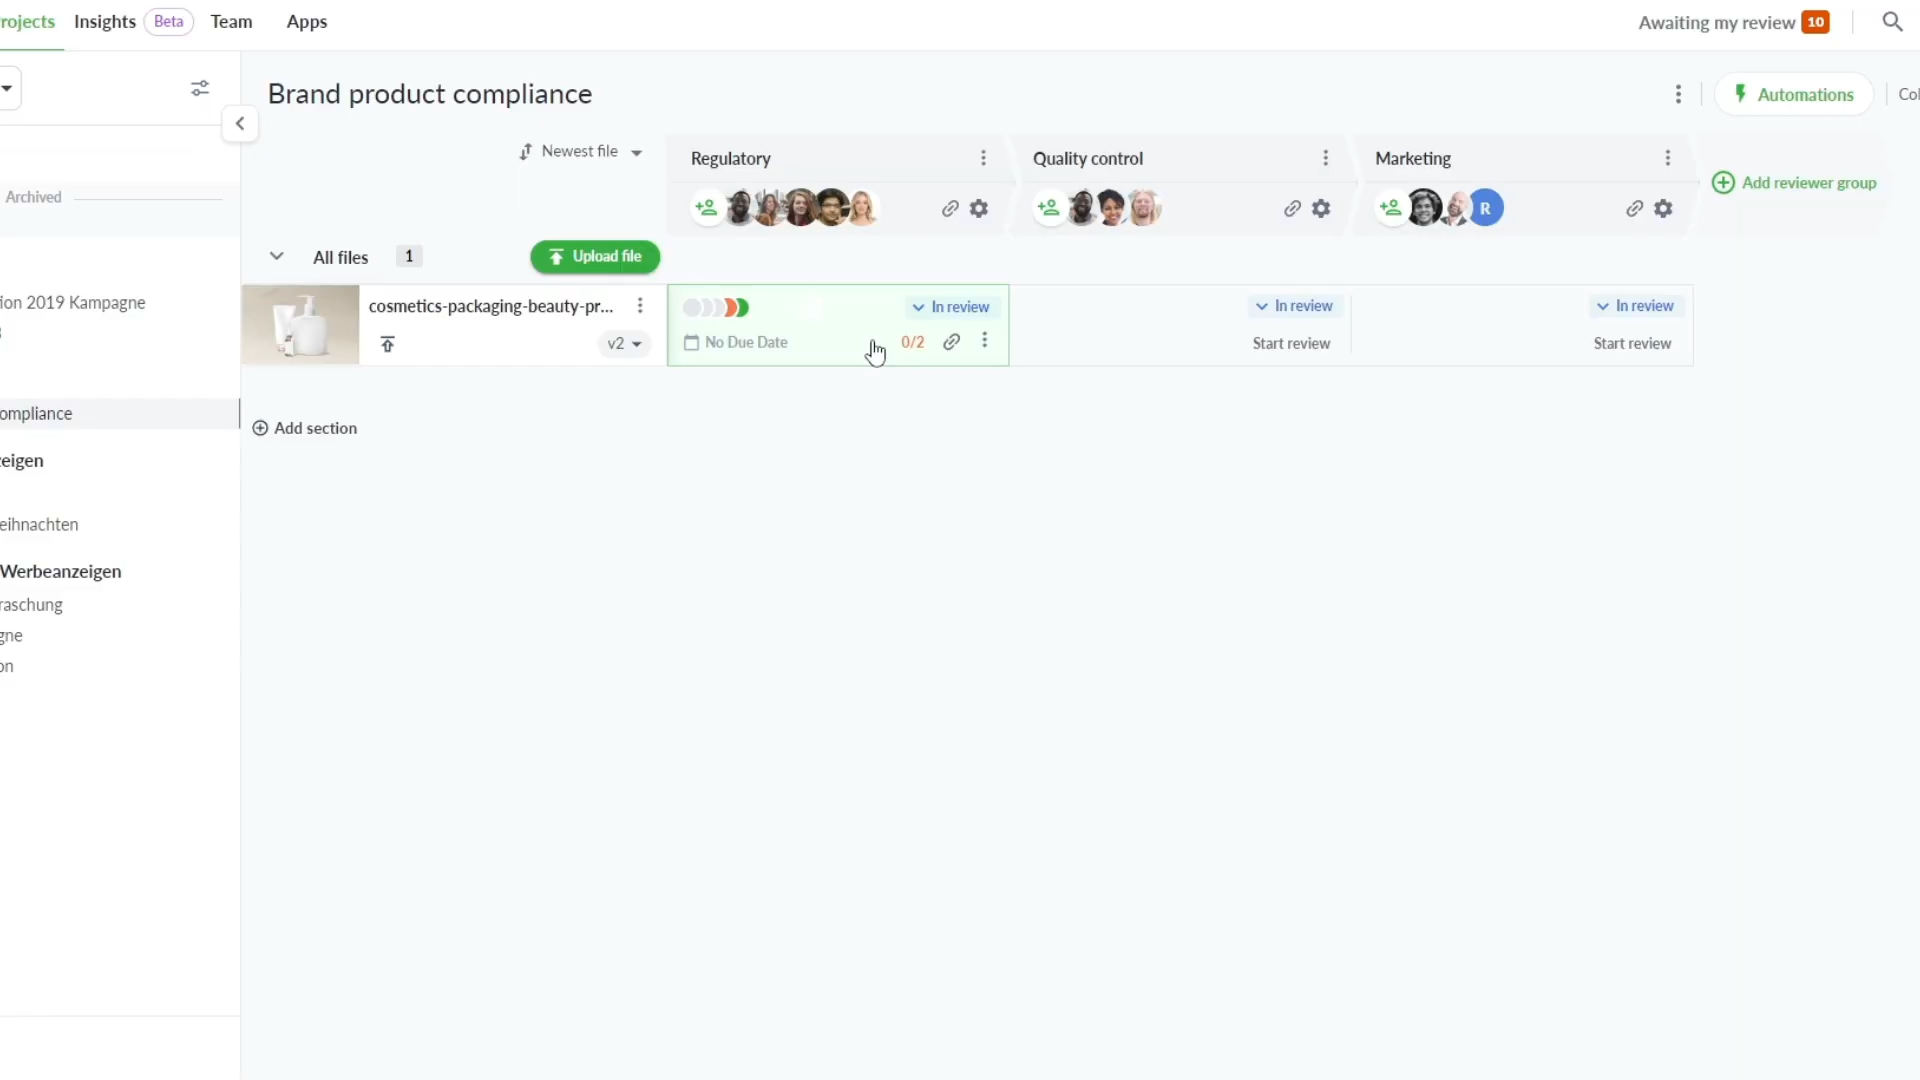 rojects Insights Beta Team Apps Awaiting my review 10
Brand product compliance
Automations
Col
Newest file
Regulatory
Quality control
Marketing
R
Add reviewer group
Archived
All files 1
Upload file
ion 2019 Kampagne
cosmetics-packaging-beauty-pr...
v2
In review
No Due Date 0/2
In review
Start review
In review
Start review
ompliance
Add section
zeigen
eihnachten
Werbeanzeigen
raschung
gne
on